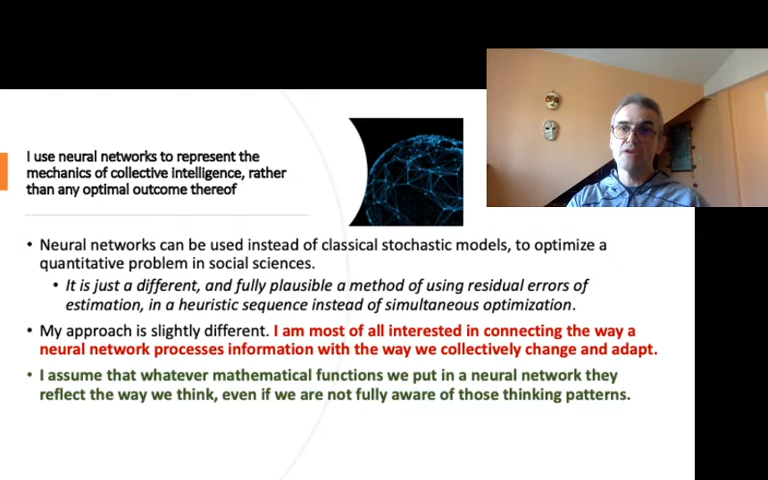 I use neural networks to represent the
mechanics of collective intelligence, rather
than any optimal outcome thereof
• Neural networks can be used instead of classical stochastic models, to optimize a
quantitative problem in social sciences.
• It is just a different, and fully plausible a method of using residual errors of
estimation, in a heuristic sequence instead of simultaneous optimization.
• My approach is slightly different. I am most of all interested in connecting the way a
neural network processes information with the way we collectively change and adapt.
• I assume that whatever mathematical functions we put in a neural network they
reflect the way we think, even if we are not fully aware of those thinking patterns.